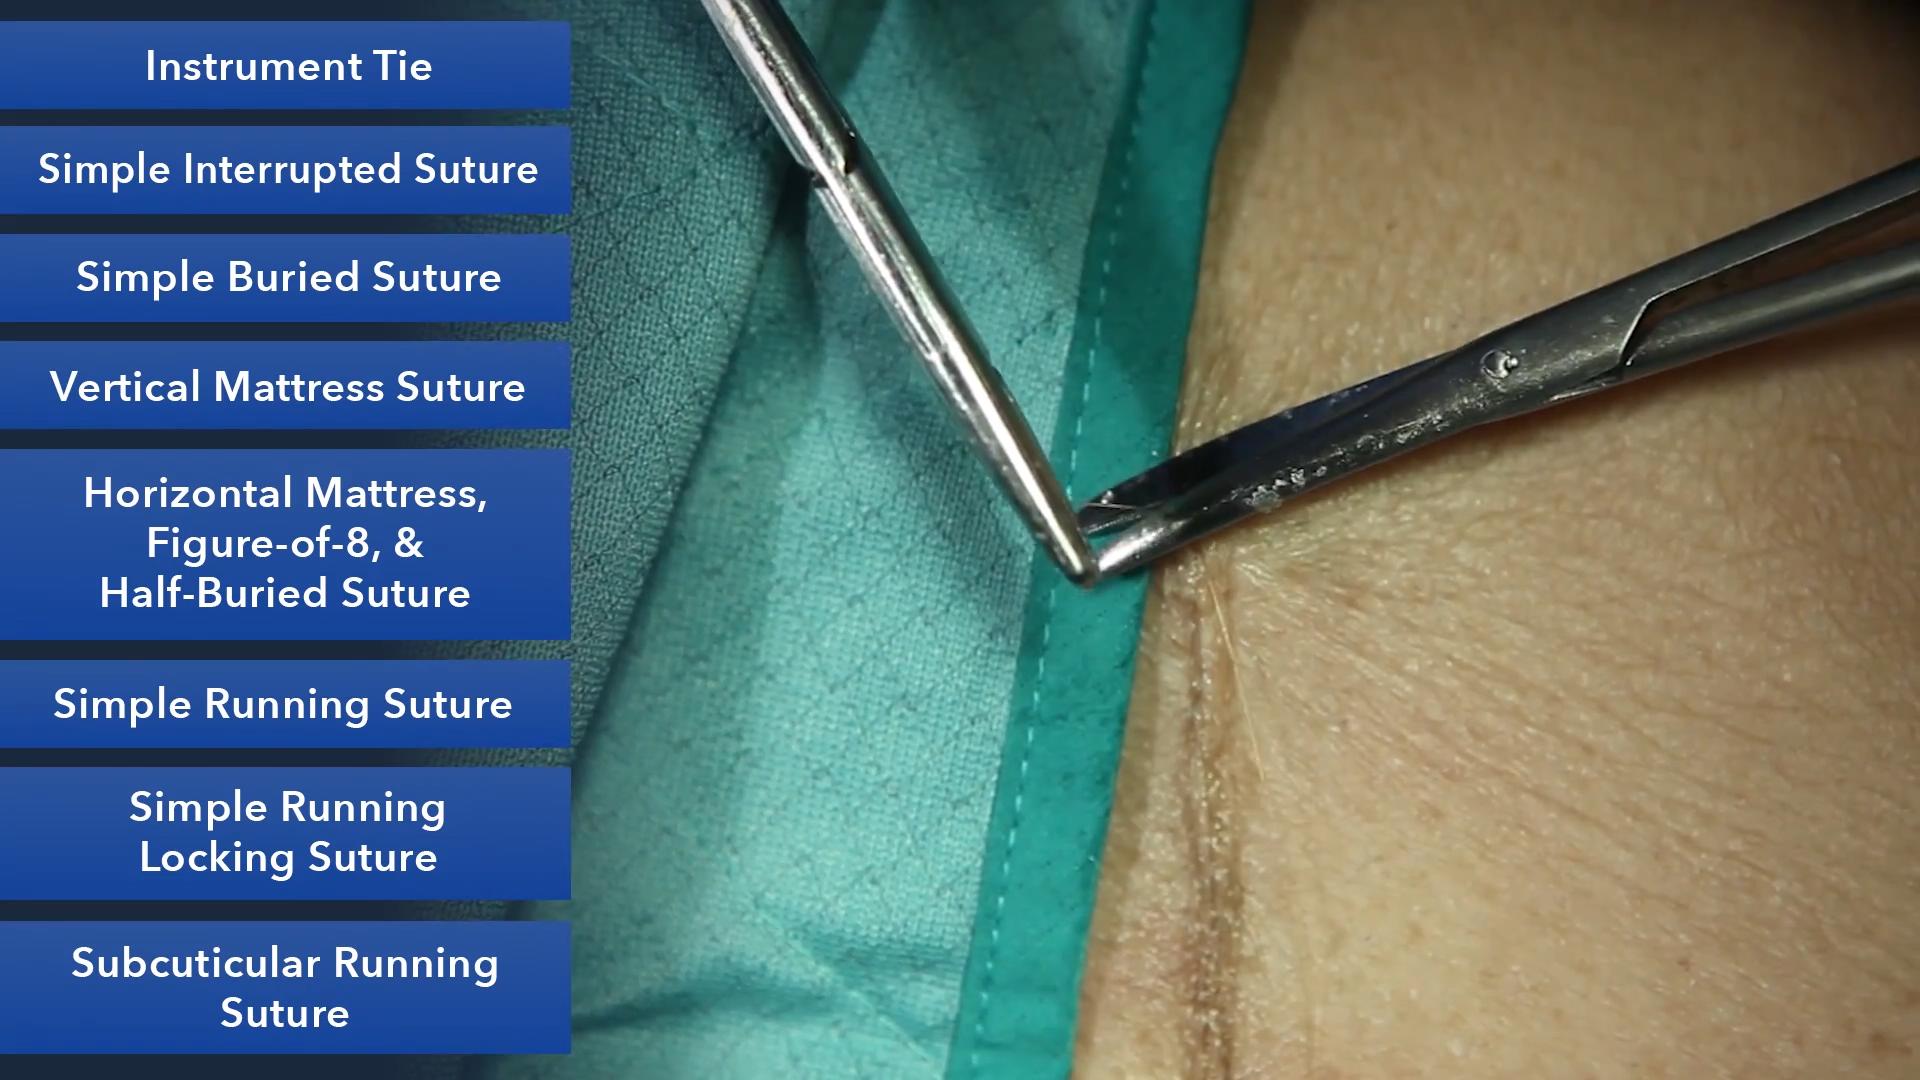 Instrument Tie
Simple Interrupted Suture
Simple Buried Suture
Vertical Mattress Suture
Horizontal Mattress,
Figure-of-8, &
Half-Buried Suture
Simple Running Suture
Simple Running
Locking Suture
Subcuticular Running
Suture